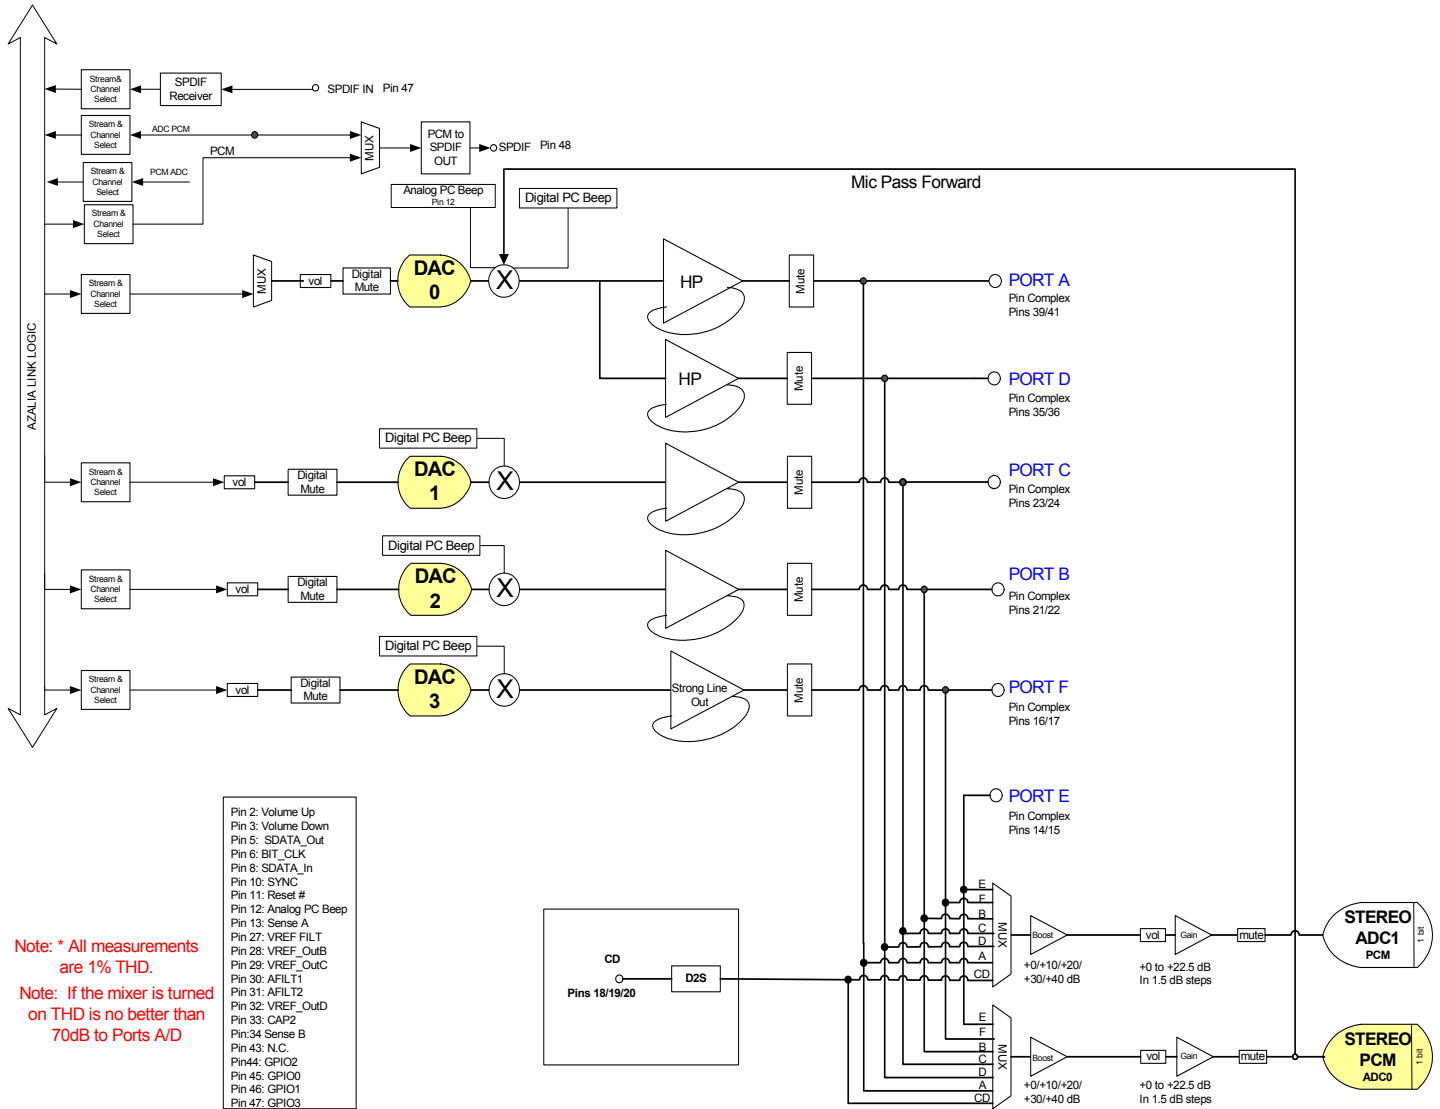 Stream&
Channel
Select
SPDIF
Receiver
SPDIF IN Pin 47
Stream &
Channel
Select
ADC PCM
MUX
PCM to
SPDIF
OUT
SPDIF Pin 48
PCM
Stream &
Channel
Select
PCM ADC
Stream &
Channel
Select
Analog PC Beep
Pin 12
Digital PC Beep
Mic Pass Forward
AZALIA LINK LOGIC
Stream &
Channel
Select
MUX
vol
Digital
Mute
DAC
0
X
HP
Mute
PORT A
Pin Complex
Pins 39/41
HP
Mute
PORT D
Pin Complex
Pins 35/36
Digital PC Beep
Stream &
Channel
Select
vol
Digital
Mute
DAC
1
X
Mute
PORT C
Pin Complex
Pins 23/24
Digital PC Beep
Stream &
Channel
Select
vol
Digital
Mute
DAC
2
X
Mute
PORT B
Pin Complex
Pins 21/22
Digital PC Beep
Stream &
Channel
Select
vol
Digital
Mute
DAC
3
X
Strong Line
Out
Mute
PORT F
Pin Complex
Pins 16/17
PORT E
Pin Complex
Pins 14/15
Pin 2: Volume Up
Pin 3: Volume Down
Pin 5: SDATA_Out
Pin 6: BIT_CLK
Pin 8: SDATA_In
Pin 10: SYNC
Pin 11: Reset #
Pin 12: Analog PC Beep
Pin 13: Sense A
Pin 27: VREF FILT
Pin 28: VREF_OutB
Pin 29: VREF_OutC
Pin 30: AFILT1
Pin 31: AFILT2
Pin 32: VREF_OutD
Pin 33: CAP2
Pin:34 Sense B
Pin 43: N.C.
Pin44: GPIO2
Pin 45: GPIO0
Pin 46: GPIO1
Pin 47: GPIO3
Note: * All measurements
are 1% THD.
Note: If the mixer is turned
on THD is no better than
70dB to Ports A/D
CD
Pins 18/19/20
D2S
E
F
B
C
D
A
CD
MUX
Boost
+0/+10/+20/
+30/+40 dB
vol
Gain
+0 to +22.5 dB
In 1.5 dB steps
mute
STEREO
ADC1
PCM
1 bit
E
F
B
C
D
A
CD
MUX
Boost
+0/+10/+20/
+30/+40 dB
vol
Gain
+0 to +22.5 dB
In 1.5 dB steps
mute
STEREO
PCM
ADC0
1 bit